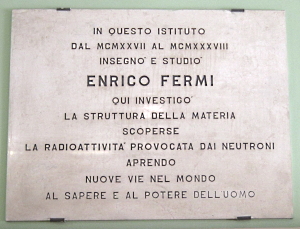 IN QUESTO ISTITUTO
DAL MCMXXVII AL MCMXXXVIII
INSEGNO' E STUDIO'
ENRICO FERMI
QUI INVESTIGO'
LA STRUTTURA DELLA MATERIA
SCOPERSE
LA RADIOATTIVITA' PROVOCATA DAI NEUTRONI
APRENDO
NUOVE VIE NEL MONDO
AL SAPERE E AL POTERE DELL'UOMO